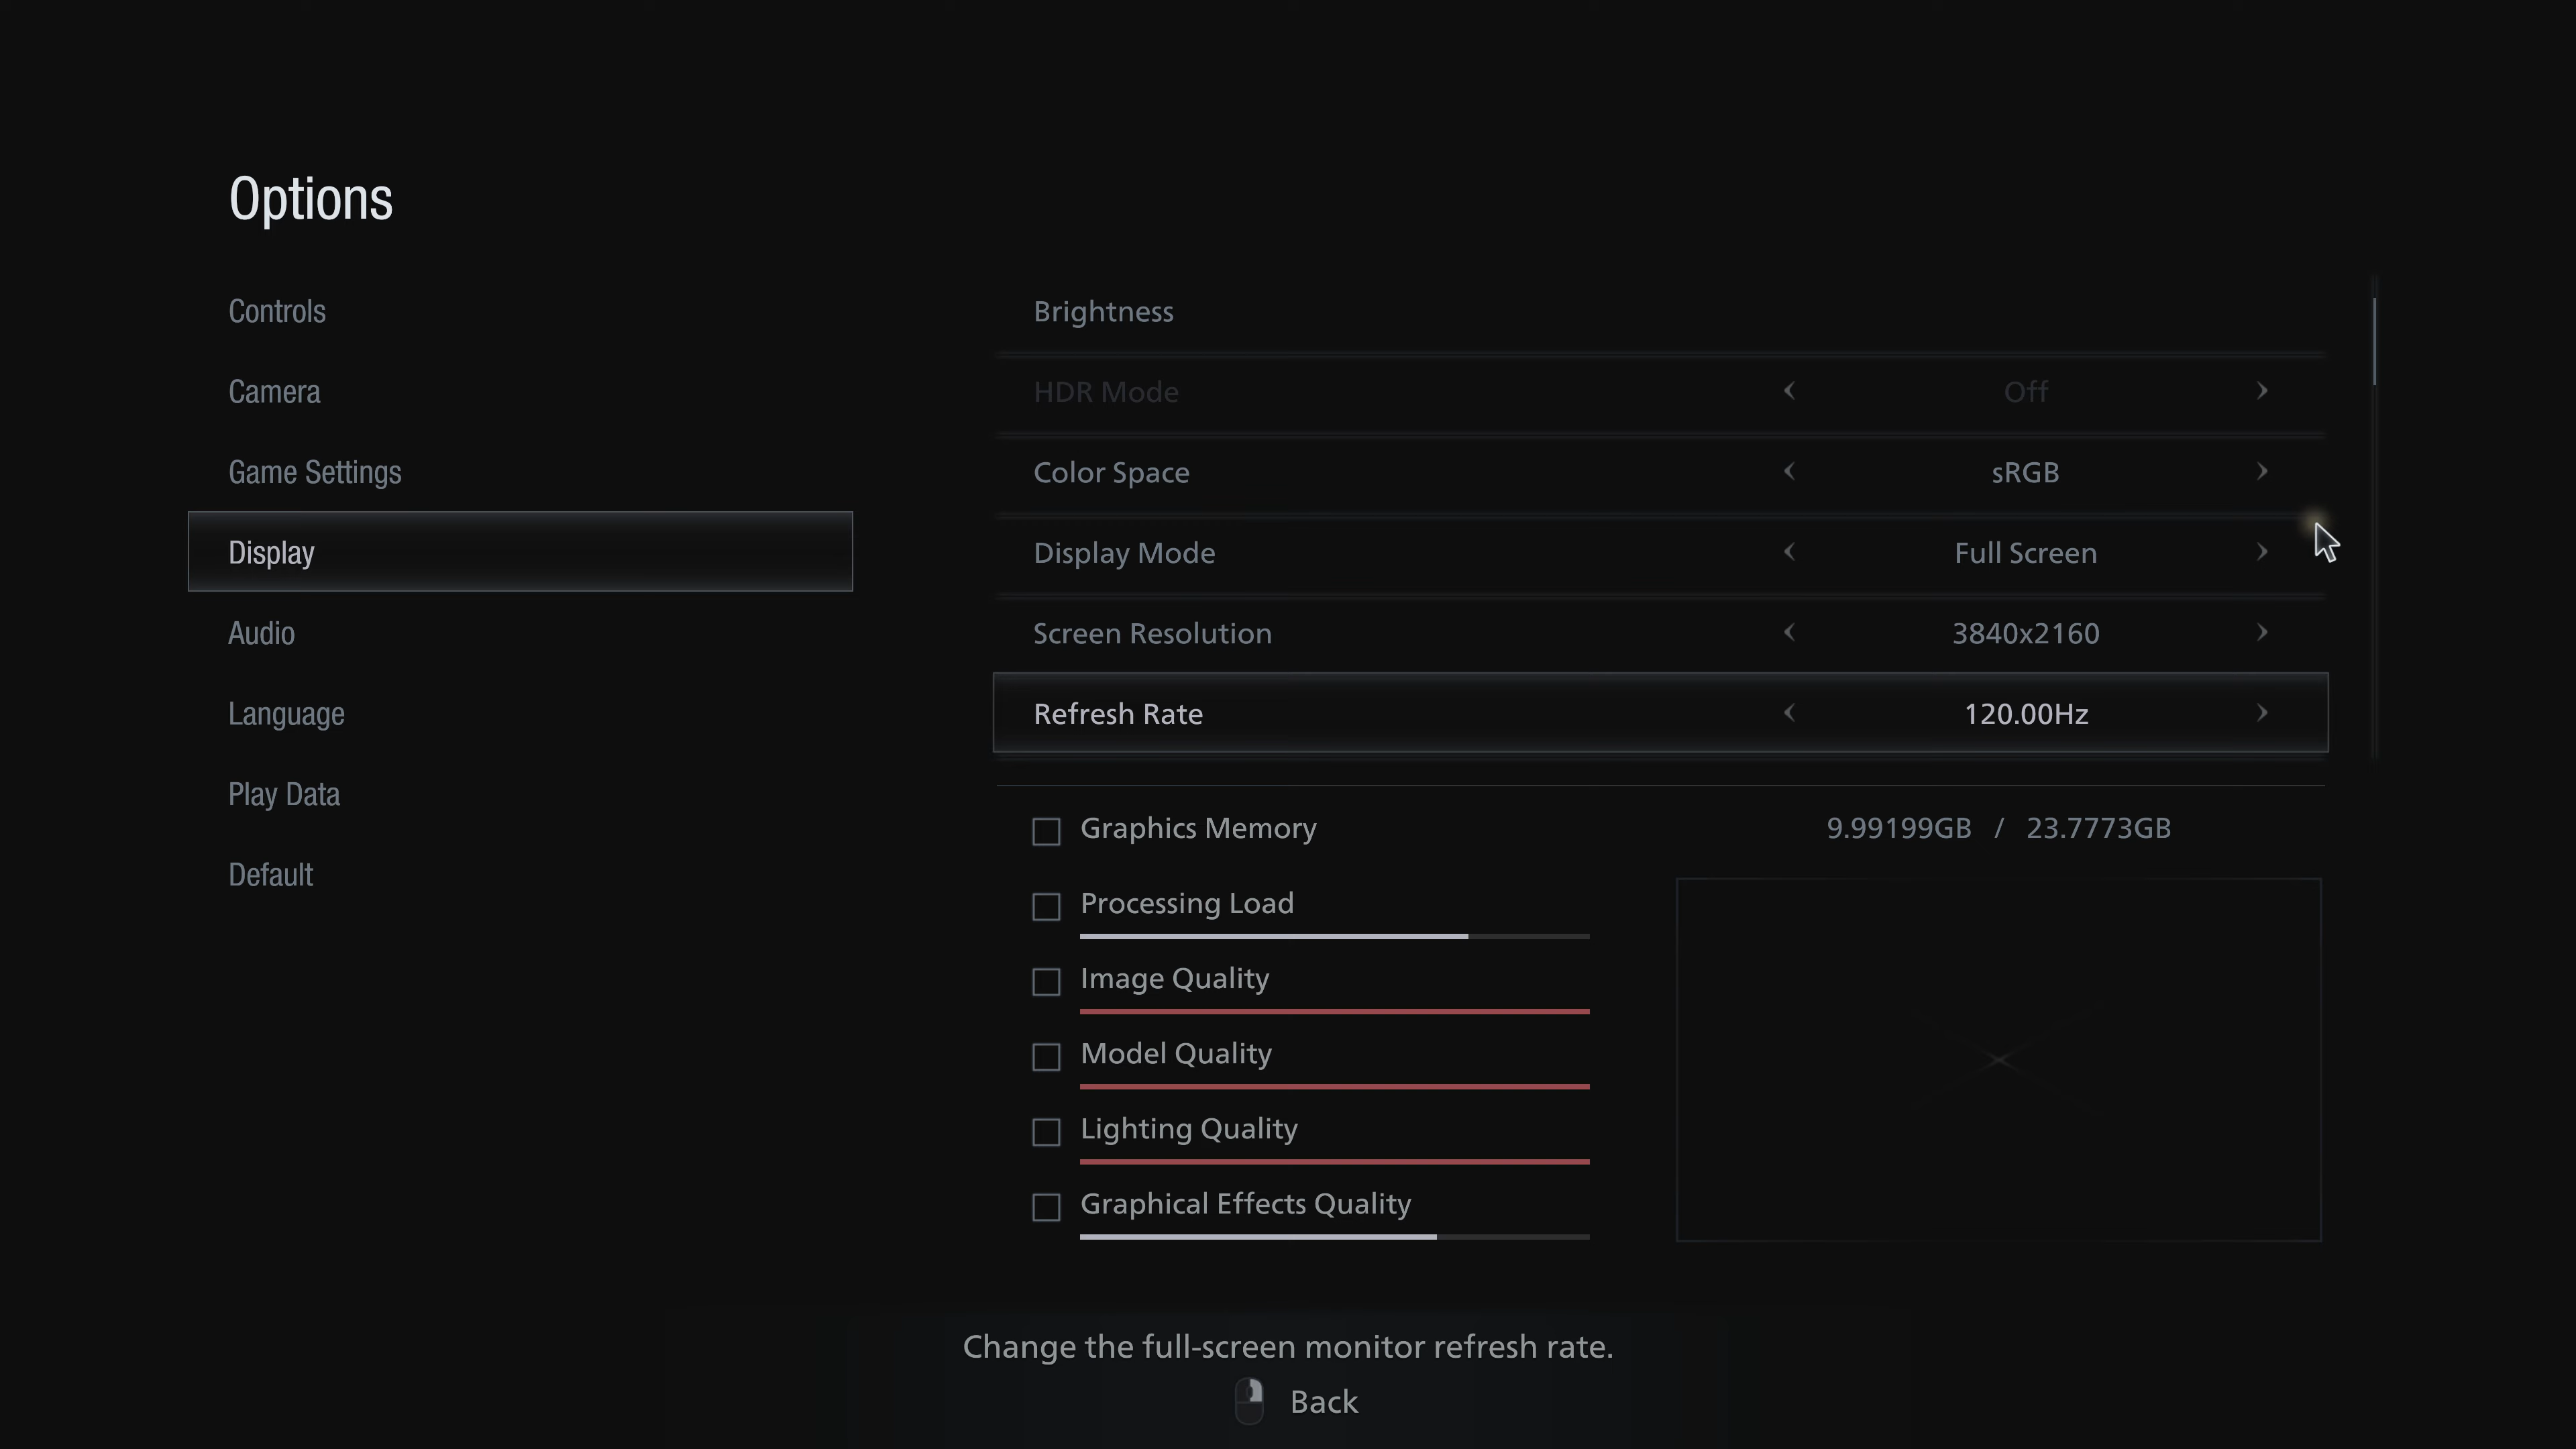 Options
Controls
Camera
Game Settings
Display
Audio
Language
Play Data
Default
Brightness
HDR Mode Off
Color Space sRGB
Display Mode Full Screen
Screen Resolution 3840x2160
Refresh Rate 120.00Hz
Graphics Memory 9.99199GB / 23.7773GB
Processing Load
Image Quality
Model Quality
Lighting Quality
Graphical Effects Quality
Change the full-screen monitor refresh rate.
Back